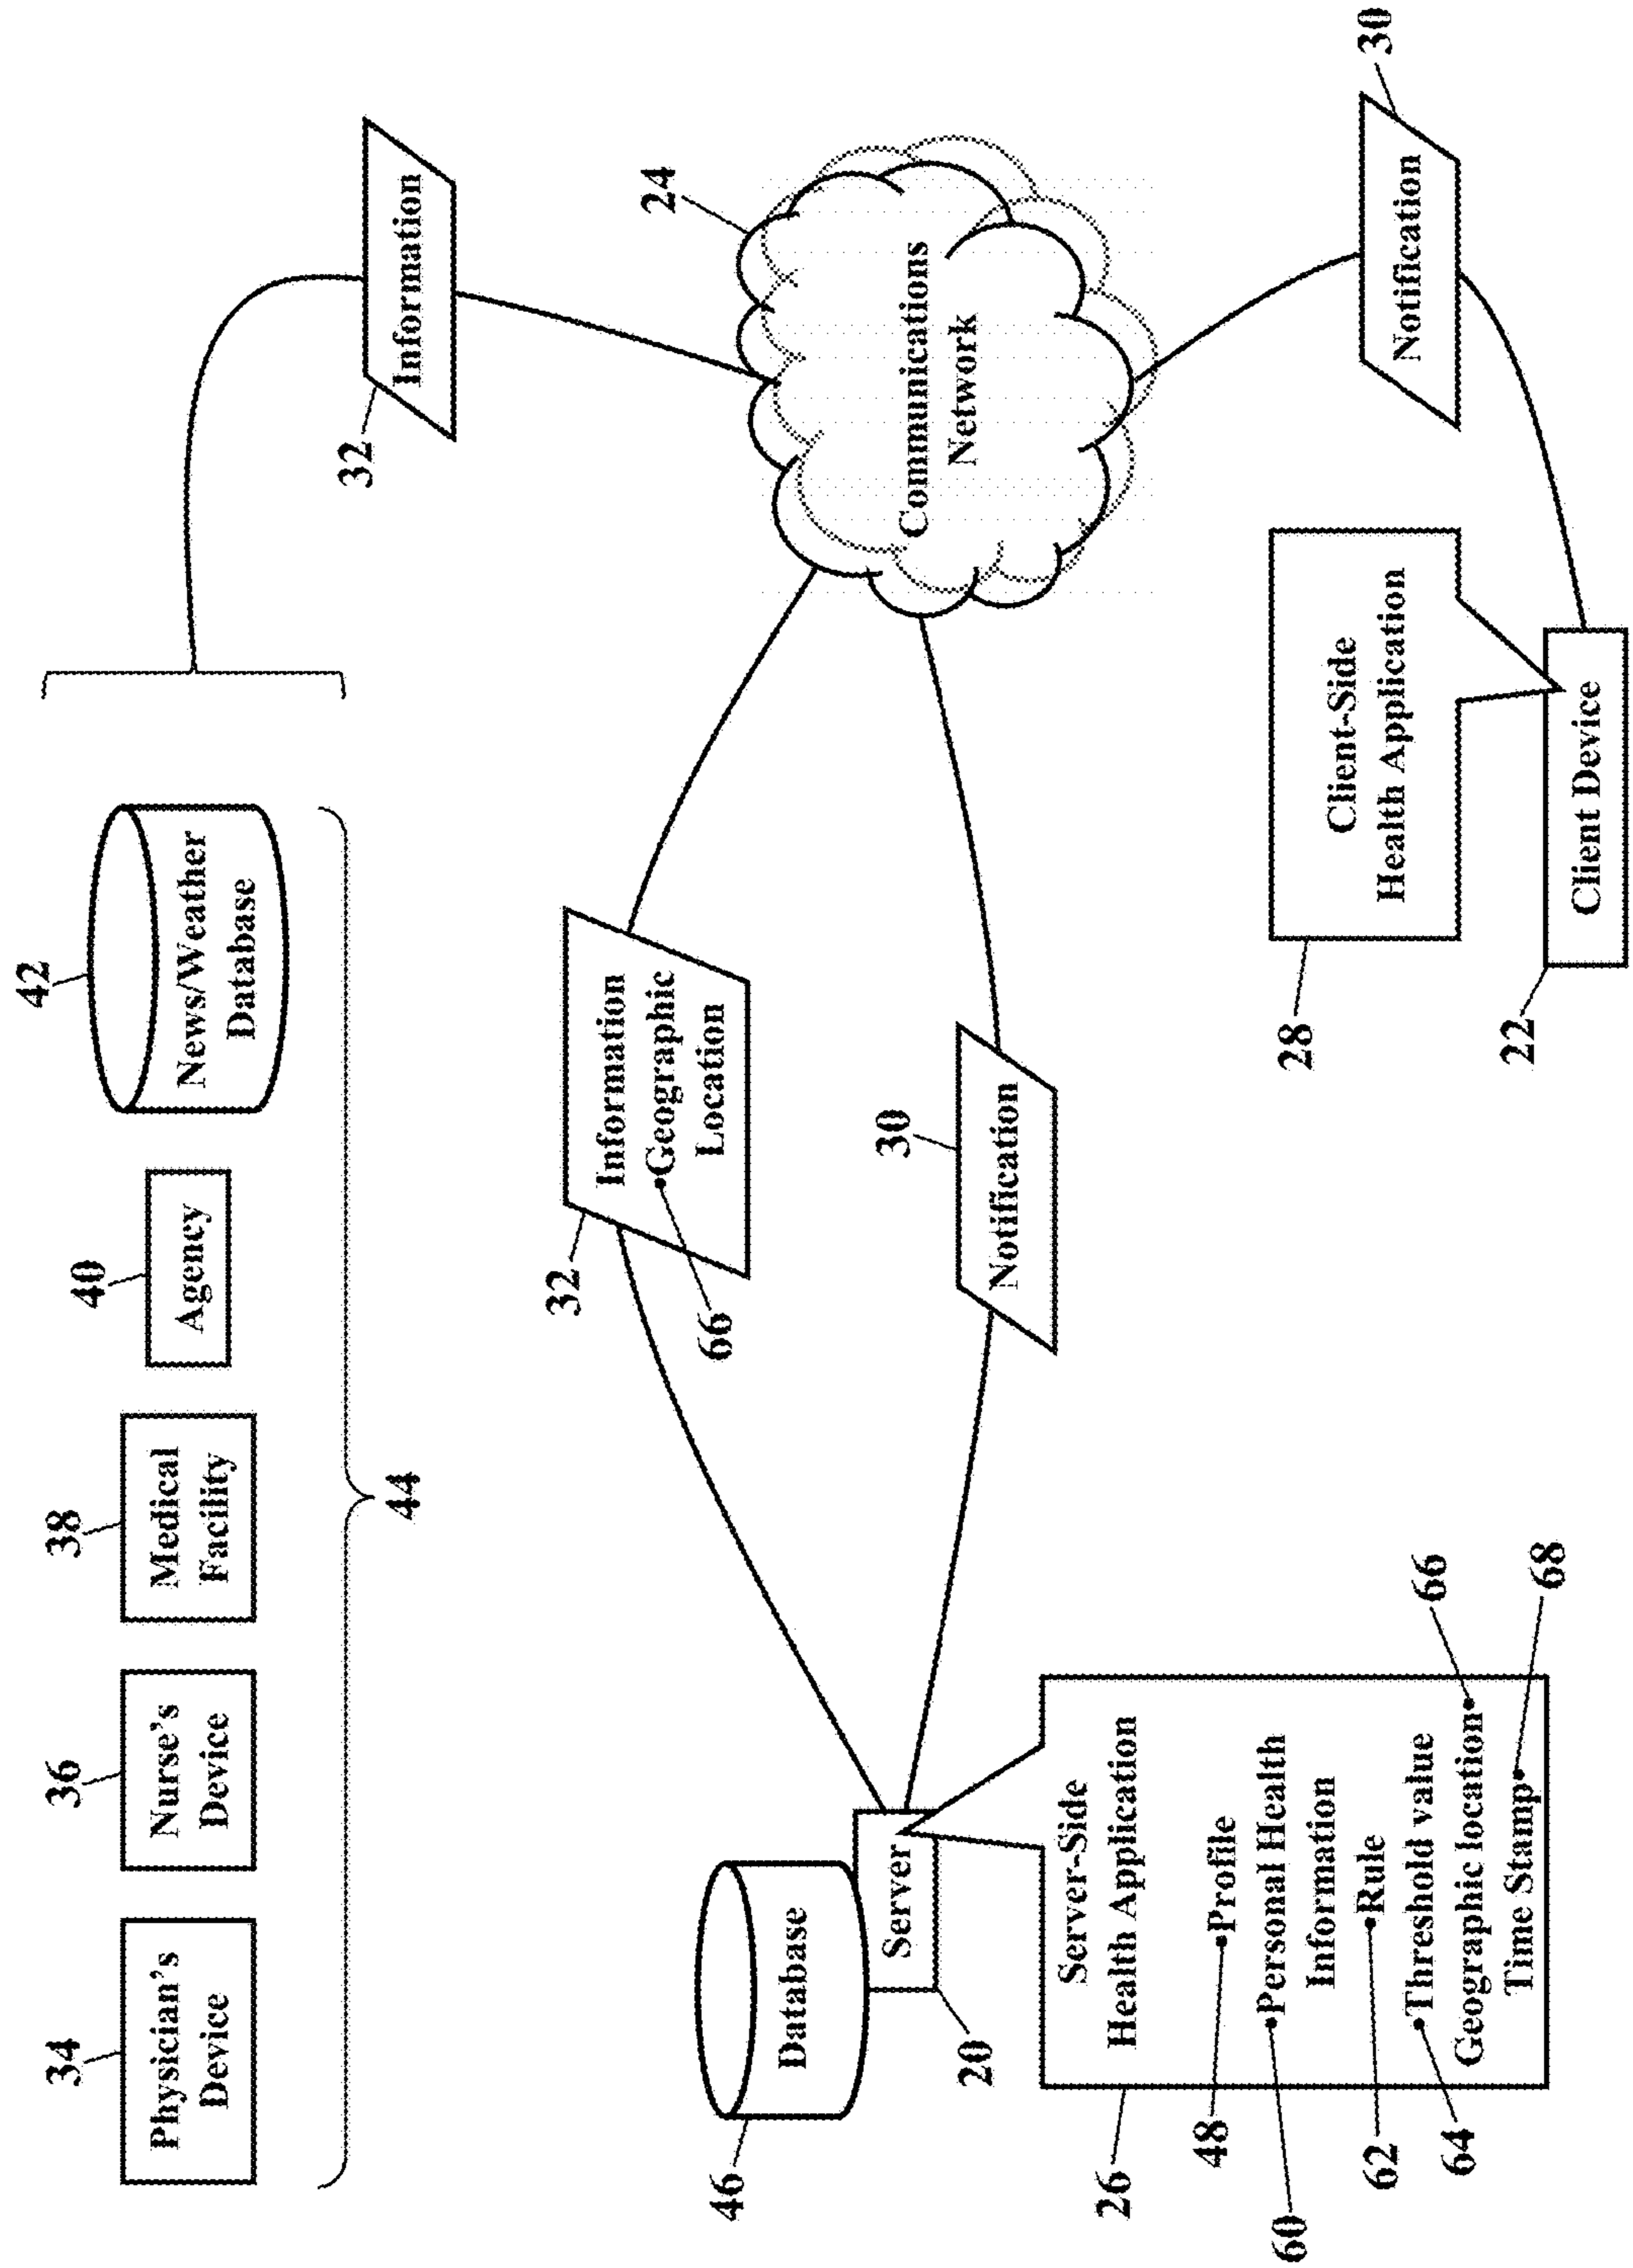 34
36
38
40
42
Physician's
Device
Nurse's
Device
Medical
Facility
Agency
News/Weather
Database
44
32
Information
46
Database
Server
20
32
Information
Geographic
Location
66
30
Notification
24
Communications
Network
26
Server-Side
Health Application
48
Profile
60
Personal Health
Information
62
Rule
64
Threshold value
Geographic location
66
Time Stamp
68
28
Client-Side
Health Application
22
Client Device
Notification
30